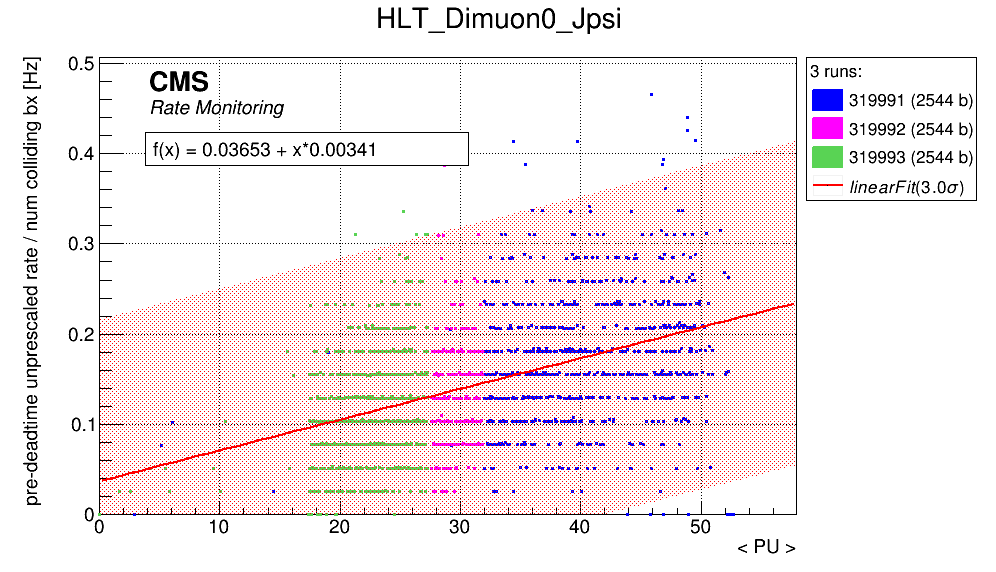 HLT_Dimuon0_Jpsi
pre-deadtime unprescaled rate / num colliding bx [Hz]
0.5
0.4
0.3
0.2
0.1
0
CMS
Rate Monitoring
f(x) = 0.03653 + x*0.00341
0 10 20 30 40 50
< PU >
3 runs:
319991 (2544 b)
319992 (2544 b)
319993 (2544 b)
linearFit(3.0σ)